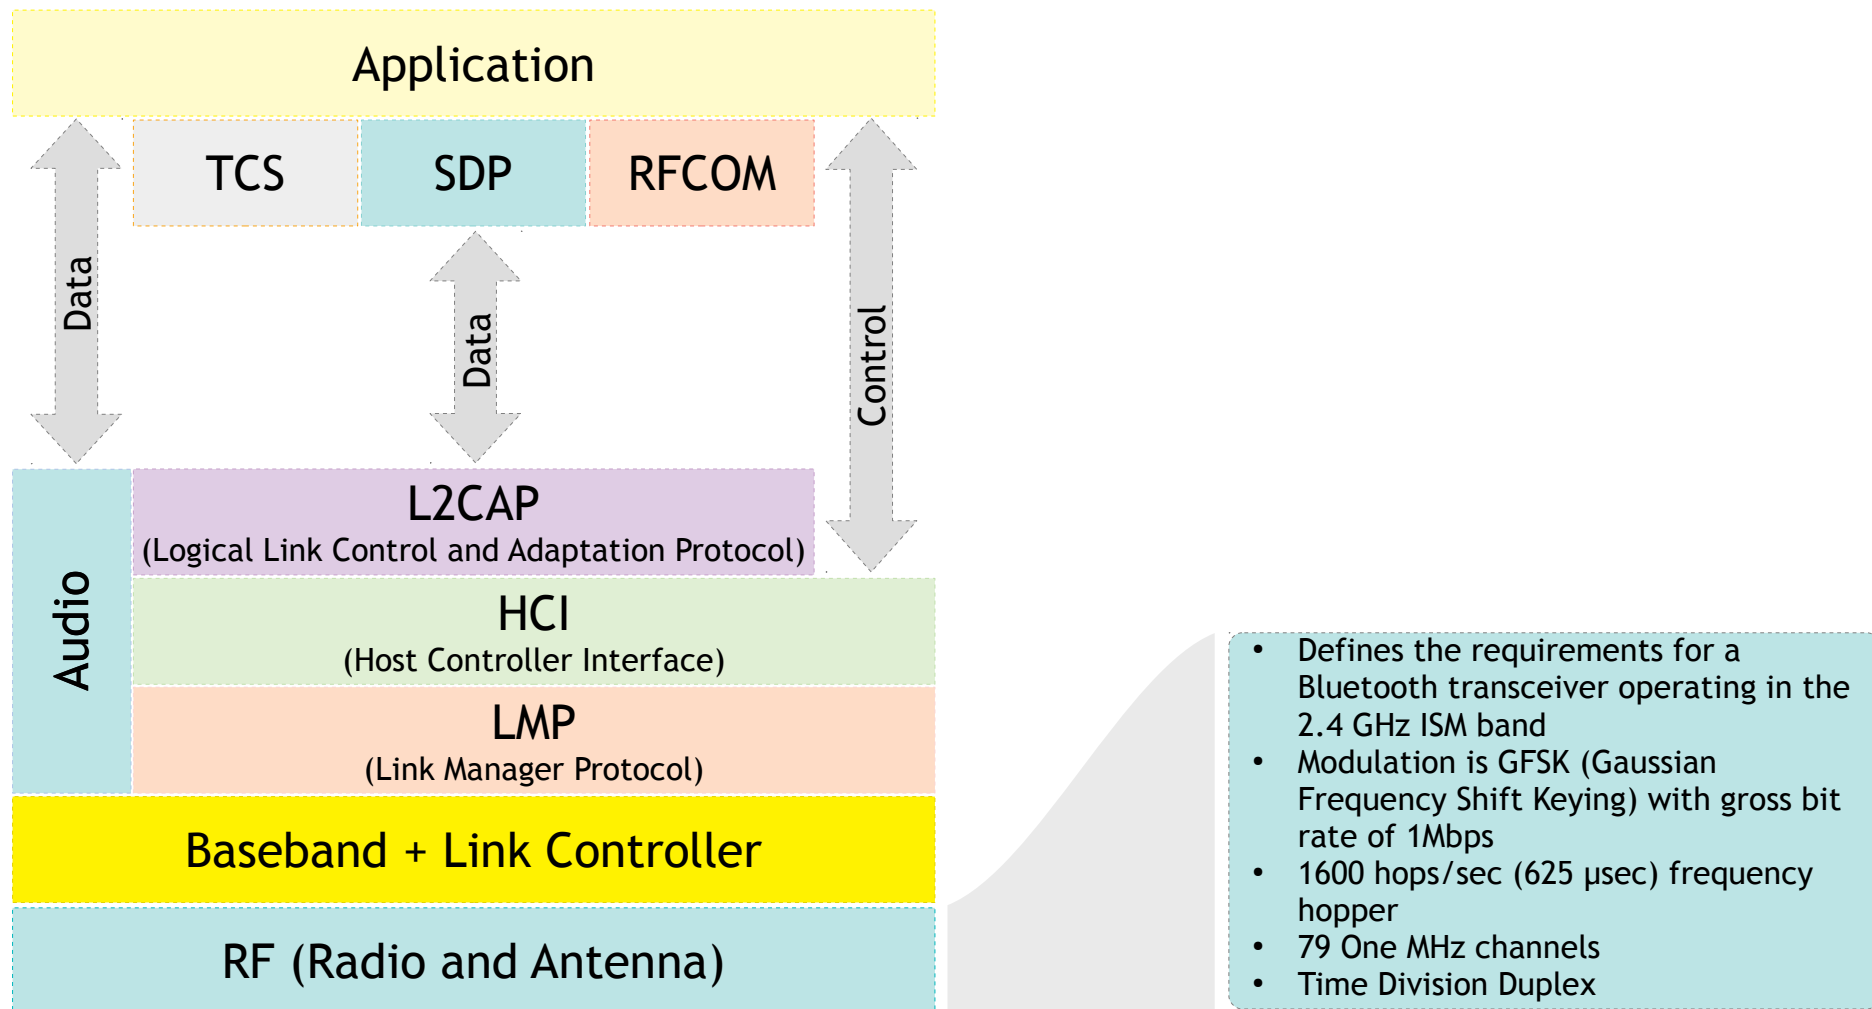 Application
TCS
SDP
RFCOM
Data
Data
Control
L2CAP
(Logical Link Control and Adaptation Protocol)
Audio
HCI
(Host Controller Interface)
LMP
(Link Manager Protocol)
Baseband + Link Controller
RF (Radio and Antenna)
• Defines the requirements for a
Bluetooth transceiver operating in the
2.4 GHz ISM band
• Modulation is GFSK (Gaussian
Frequency Shift Keying) with gross bit
rate of 1Mbps
• 1600 hops/sec (625 μsec) frequency
hopper
• 79 One MHz channels
• Time Division Duplex